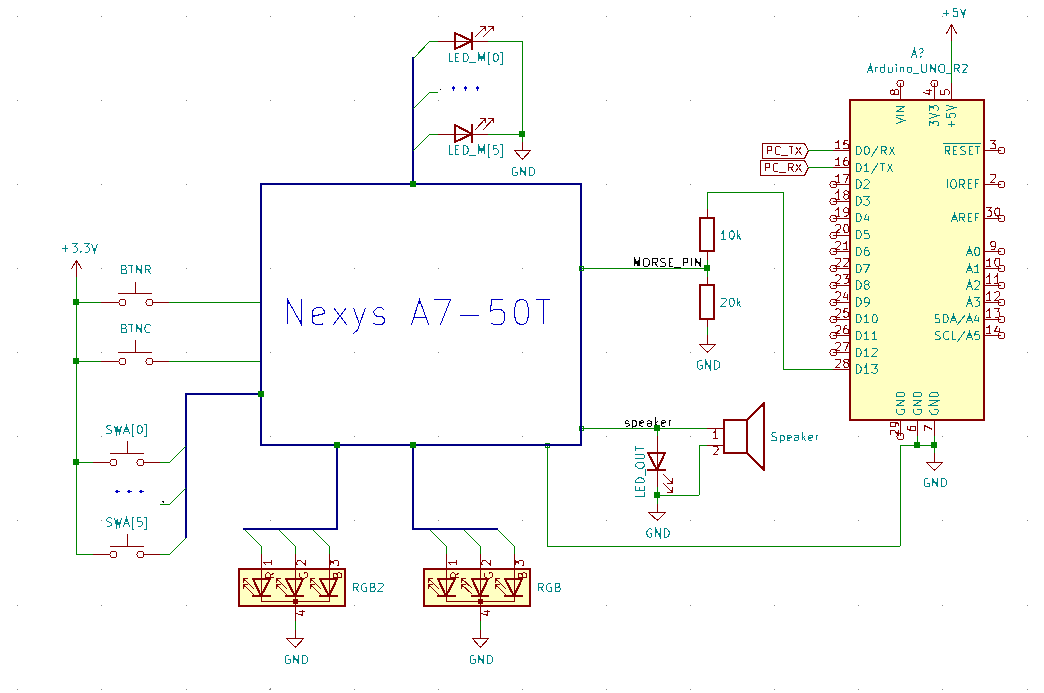 +5V
A?
Arduino_UNO_R2
LED_M[0]
LED_M[5]
GND
8 4 5
VIN 3V3 +5V
PC_TX 15 D0/RX RESET 3
PC_RX 16 D1/TX
17 D2 IOREF 2
18 D3
19 D4 AREF 30
20 D5
21 D6 A0 9
22 D7 A1 10
23 D8 A2 11
24 D9 A3 12
25 D10 SDA/A4 13
26 D11 SCL/A5 14
27 D12
28 D13
GND GND GND
29 6 7
GND
+3.3V
BTNR
BTNC
Nexys A7-50T
MORSE_PIN
10k
20k
GND
SWA[0]
SWA[5]
speaker
1
2
Speaker
LED_OUT
GND
1 2 3
R G B
RGB2
4
GND
1 2 3
R G B
RGB
4
GND